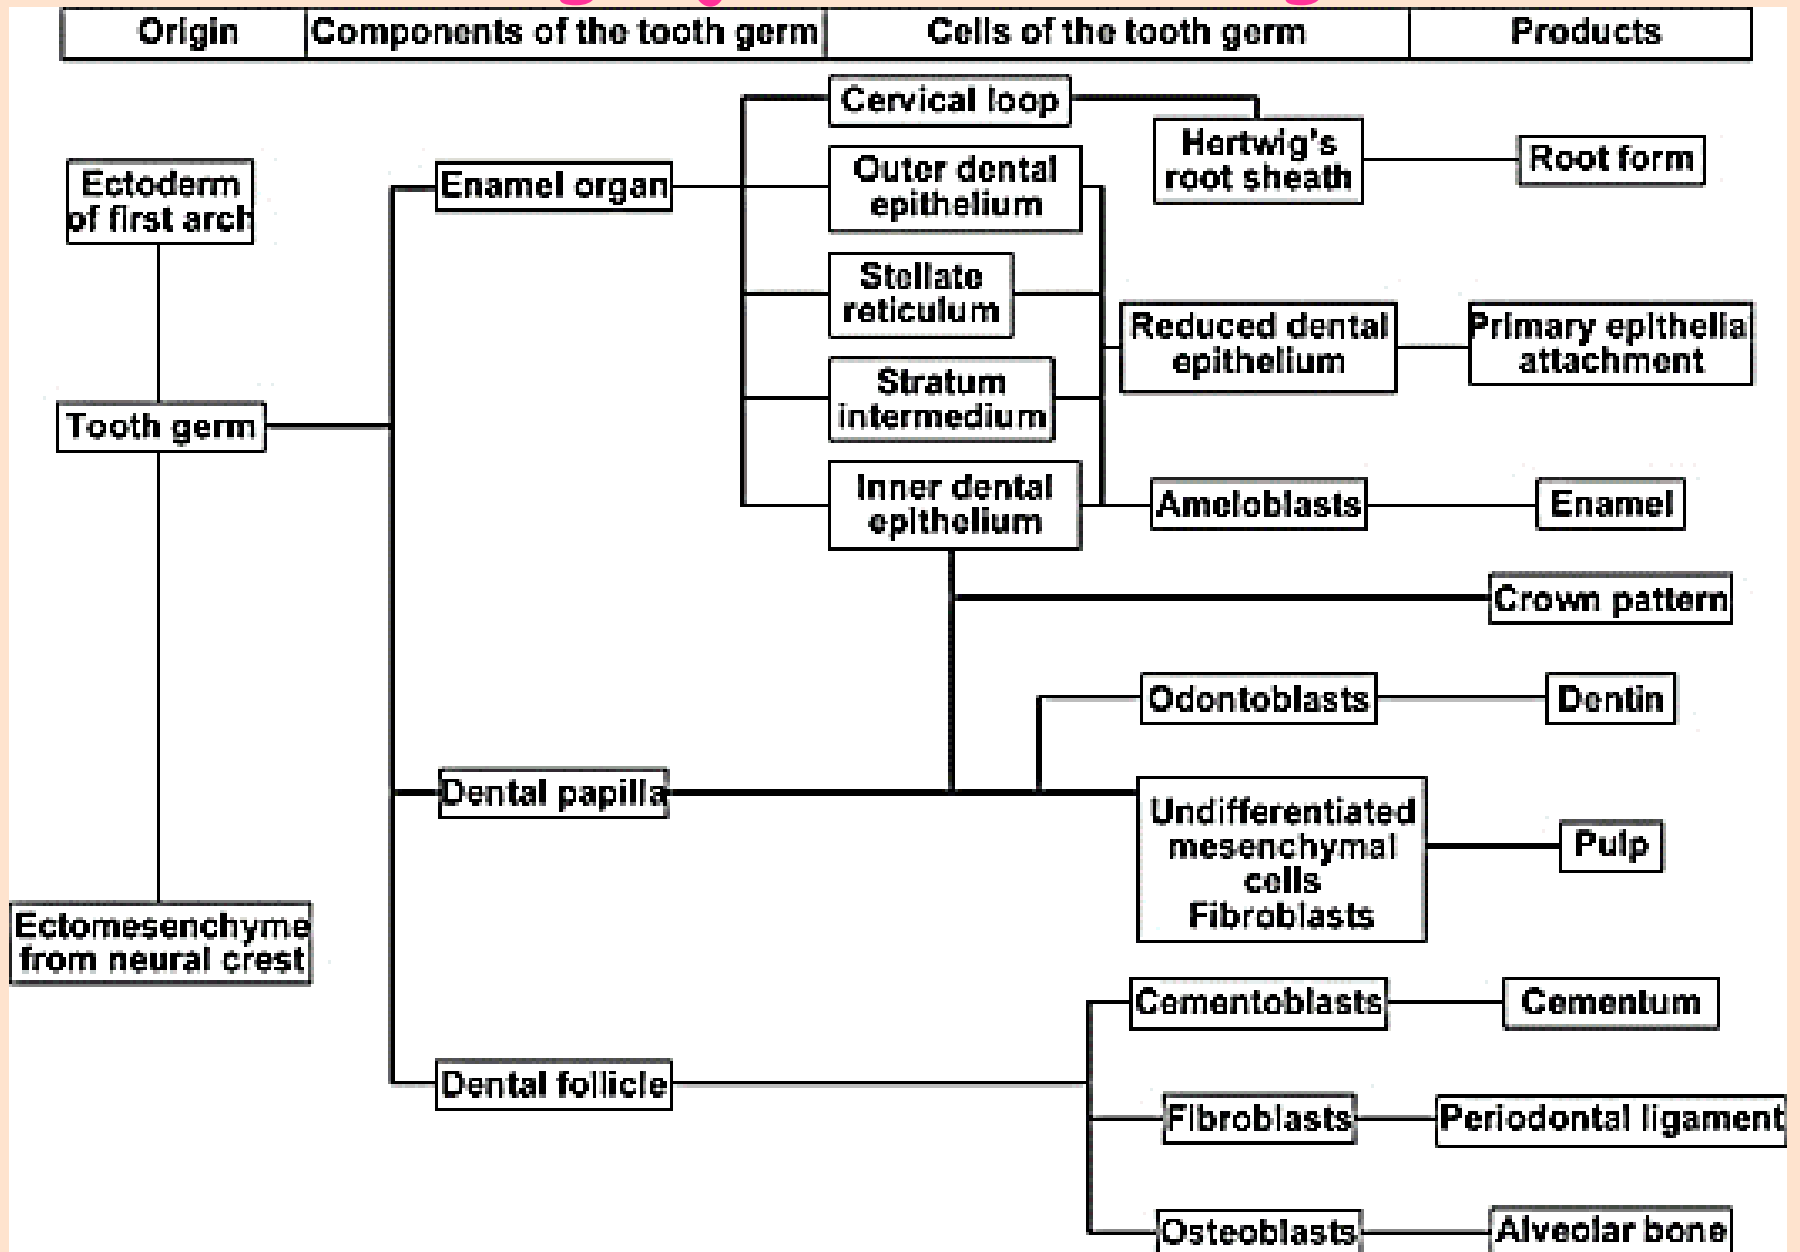 Origin
Components of the tooth germ
Cells of the tooth germ
Products
Cervical loop
Hertwig's
root sheath
Root form
Ectoderm
of first arch
Enamel organ
Outer dental
epithelium
Stellate
reticulum
Reduced dental
epithelium
Primary epithelia
attachment
Stratum
intermedium
Tooth germ
Inner dental
epithelium
Ameloblasts
Enamel
Crown pattern
Odontoblasts
Dentin
Dental papilla
Undifferentiated
mesenchymal
cells
Fibroblasts
Pulp
Ectomesenchyme
from neural crest
Cementoblasts
Cementum
Dental follicle
Fibroblasts
Periodontal ligament
Osteoblasts
Alveolar bone